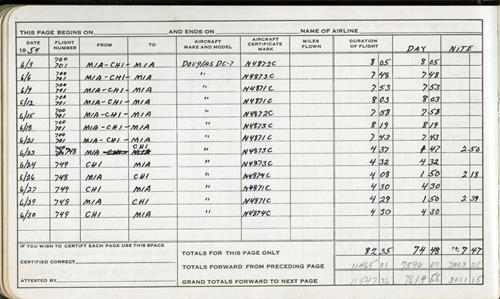 THIS PAGE BEGINS ON AND ENDS ON NAME OF AIRLINE
DATE 1954 FLIGHT NUMBER FROM TO AIRCRAFT MAKE AND MODEL AIRCRAFT CERTIFICATE MARK MILES FLOWN DURATION OF FLIGHT DAY NITE
6/3 700 701 MIA-CHI-MIA DOUGLAS DC-7 N4873C 8 05 8 05
6/6 700 701 MIA-CHI-MIA " N4873C 7 48 7 48
6/9 700 701 MIA-CHI-MIA " N4871C 7 53 7 53
6/12 700 701 MIA-CHI-MIA " N4871C 8 03 8 03
6/15 700 701 MIA-CHI-MIA " N4872C 7 58 7 58
6/18 700 701 MIA-CHI-MIA " N4873C 8 19 8 19
6/21 700 701 MIA-CHI-MIA " N4871C 7 43 7 43
6/23 748 MIA CHI " N4873C 4 37 1 47 2 50
6/24 749 CHI MIA " N4873C 4 32 4 32
6/26 748 MIA CHI " N4874C 4 08 1 50 2 18
6/27 749 CHI MIA " N4871C 4 30 4 30
6/29 748 MIA CHI " N4871C 4 29 1 50 2 39
6/30 749 CHI MIA " N4874C 4 30 4 30
IF YOU WISH TO CERTIFY EACH PAGE USE THIS SPACE
TOTALS FOR THIS PAGE ONLY 82 35 74 48 7 47
CERTIFIED CORRECT
TOTALS FORWARD FROM PRECEDING PAGE 11465 01
ATTESTED BY
GRAND TOTALS FORWARD TO NEXT PAGE 11547 36 3011 15